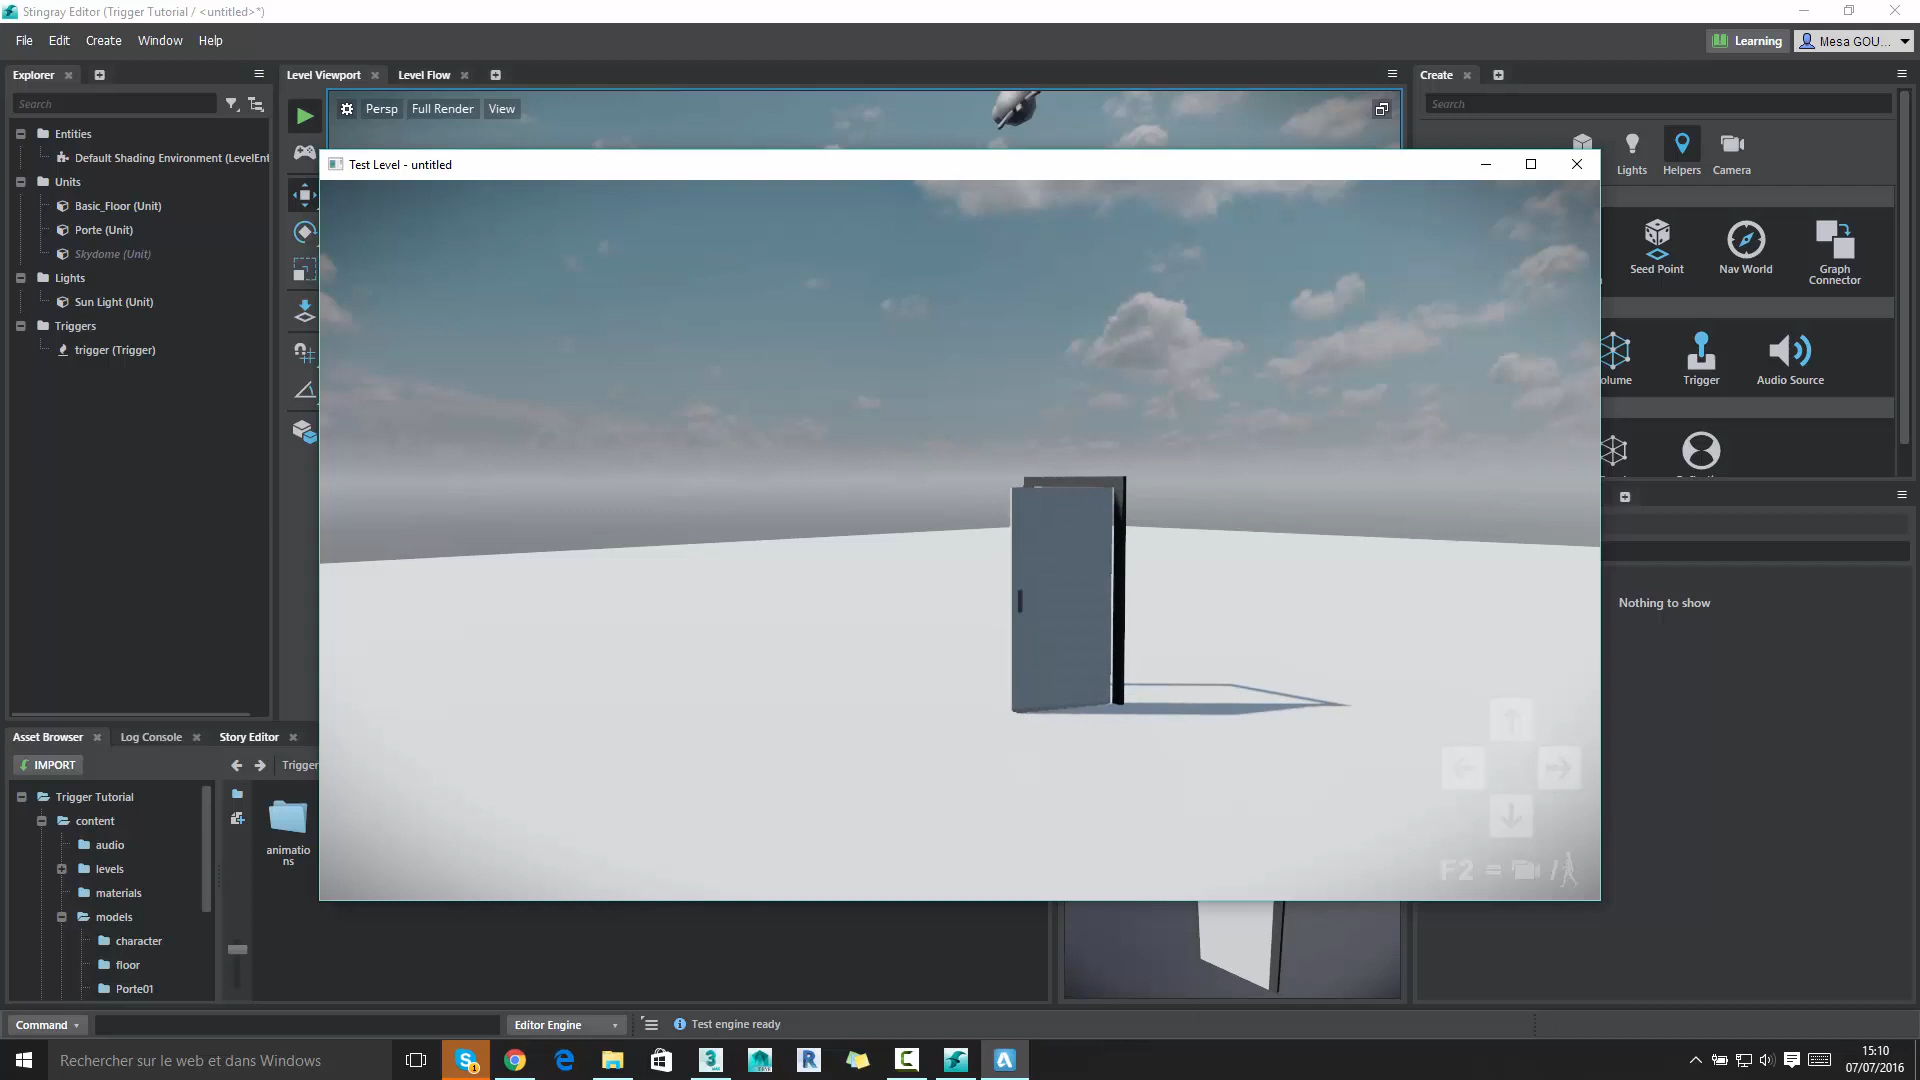 Stingray Editor (Trigger Tutorial / <untitled>*)
File Edit Create Window Help
Learning
Mesa GOU...
Explorer
Level Viewport
Level Flow
Create
Search
Persp
Full Render
View
Search
Entities
Default Shading Environment (LevelEnt
Units
Basic_Floor (Unit)
Porte (Unit)
Skydome (Unit)
Lights
Sun Light (Unit)
Triggers
trigger (Trigger)
Test Level - untitled
Lights
Helpers
Camera
Seed Point
Nav World
Graph
Connector
olume
Trigger
Audio Source
Nothing to show
F2 = /
Asset Browser
Log Console
Story Editor
IMPORT
Trigger
Trigger Tutorial
content
audio
levels
materials
models
character
floor
Porte01
animatio
ns
Command
Editor Engine
Test engine ready
Rechercher sur le web et dans Windows
15:10
07/07/2016